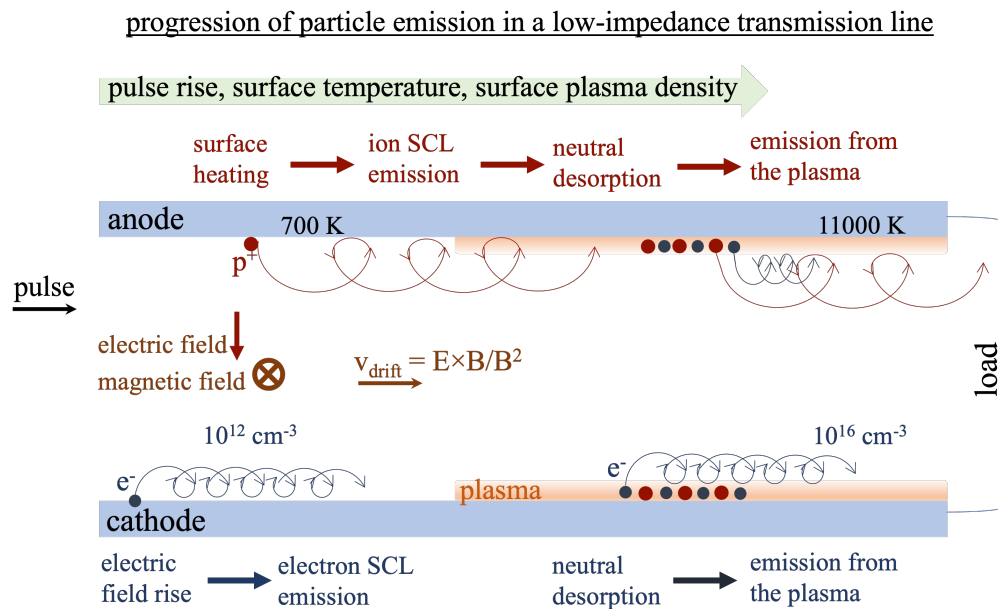 progression of particle emission in a low-impedance transmission line
pulse rise, surface temperature, surface plasma density
surface
heating
ion SCL
emission
neutral
desorption
emission from
the plasma
anode
700 K
11000 K
p⁺
pulse
electric field
magnetic field
v_drift = E×B/B²
load
10¹² cm⁻³
10¹⁶ cm⁻³
e⁻
e⁻
plasma
cathode
electric
field rise
electron SCL
emission
neutral
desorption
emission from
the plasma